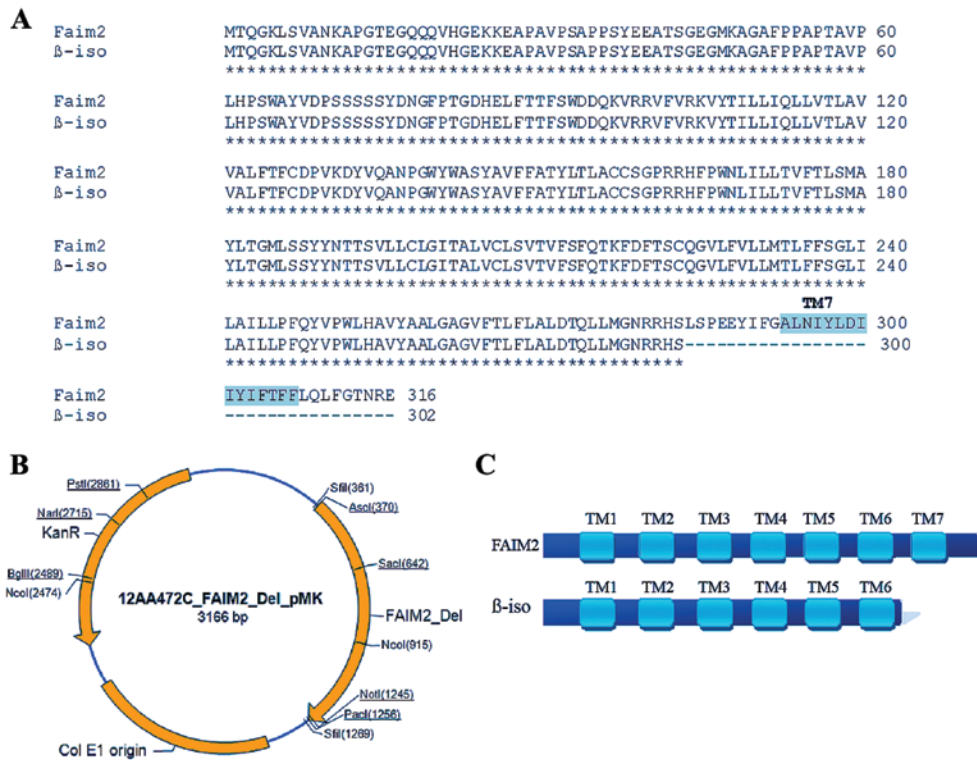 A
Faim2 MTQGKLSVANKAPGTEGQQQVHGEKKEAPAVPSAPPSYEEATSGEGMKAGAFPPAPTAVP 60
ß-iso MTQGKLSVANKAPGTEGQQQVHGEKKEAPAVPSAPPSYEEATSGEGMKAGAFPPAPTAVP 60
************************************************************
Faim2 LHPSWAYVDPSSSSSYDNGFPTGDHELFTTFSWDDQKVRRVFVRKVYTILLIQLLVTLAV 120
ß-iso LHPSWAYVDPSSSSSYDNGFPTGDHELFTTFSWDDQKVRRVFVRKVYTILLIQLLVTLAV 120
************************************************************
Faim2 VALFTFCDPVKDYVQANPGWYWASYAVFFATYLTLACCSGPRRHFPWNLILLTVFTLSMA 180
ß-iso VALFTFCDPVKDYVQANPGWYWASYAVFFATYLTLACCSGPRRHFPWNLILLTVFTLSMA 180
************************************************************
Faim2 YLTGMLSSYYNTTSVLLCLGITALVCLSVTVFSFQTKFDFTSCQGVLFVLLMTLFFSGLI 240
ß-iso YLTGMLSSYYNTTSVLLCLGITALVCLSVTVFSFQTKFDFTSCQGVLFVLLMTLFFSGLI 240
************************************************************
TM7
Faim2 LAILLPFQYVPWLHAVYAALGAGVFTLFLALDTQLLMGNRRHSLSPEEYIFGALNIYLDI 300
ß-iso LAILLPFQYVPWLHAVYAALGAGVFTLFLALDTQLLMGNRRHS----------------- 300
*******************************************
Faim2 IYIFTFFLQLFGTNRE 316
ß-iso ---------------- 302
B
PstI(2861)
NarI(2715)
KanR
BglII(2489)
NcoI(2474)
SfiI(361)
AscI(370)
SacI(642)
12AA472C_FAIM2_Del_pMK
3166 bp
FAIM2_Del
NcoI(915)
NotI(1245)
PacI(1256)
SfiI(1269)
Col E1 origin
C
TM1 TM2 TM3 TM4 TM5 TM6 TM7
FAIM2
TM1 TM2 TM3 TM4 TM5 TM6
ß-iso